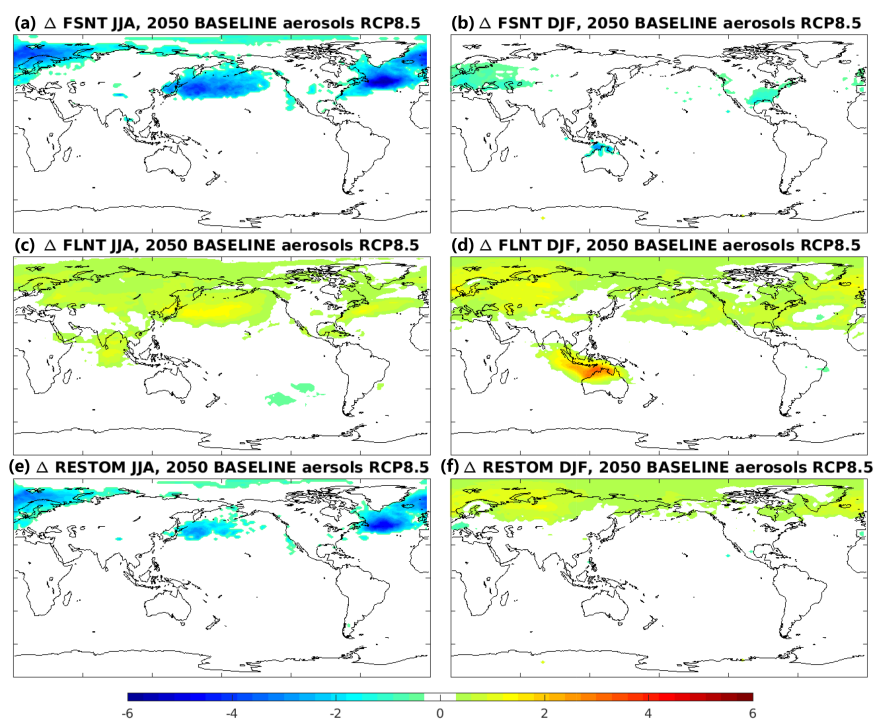 (a) △ FSNT JJA, 2050 BASELINE aerosols RCP8.5
(b) △ FSNT DJF, 2050 BASELINE aerosols RCP8.5
(c) △ FLNT JJA, 2050 BASELINE aerosols RCP8.5
(d) △ FLNT DJF, 2050 BASELINE aerosols RCP8.5
(e) △ RESTOM JJA, 2050 BASELINE aersols RCP8.5
(f) △ RESTOM DJF, 2050 BASELINE aerosols RCP8.5
-6 -4 -2 0 2 4 6